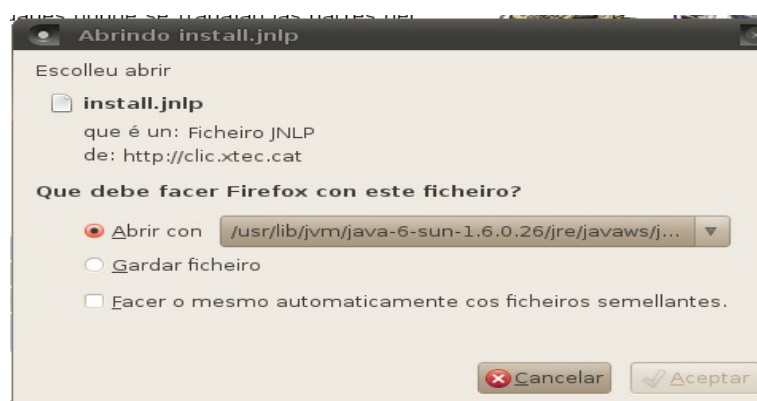 Abrindo install.jnlp
Escolleu abrir
install.jnlp
que é un: Ficheiro JNLP
de: http://clic.xtec.cat
Que debe facer Firefox con este ficheiro?
Abrir con /usr/lib/jvm/java-6-sun-1.6.0.26/jre/javaws/j...
Gardar ficheiro
Facer o mesmo automaticamente cos ficheiros semellantes.
Cancelar Aceptar